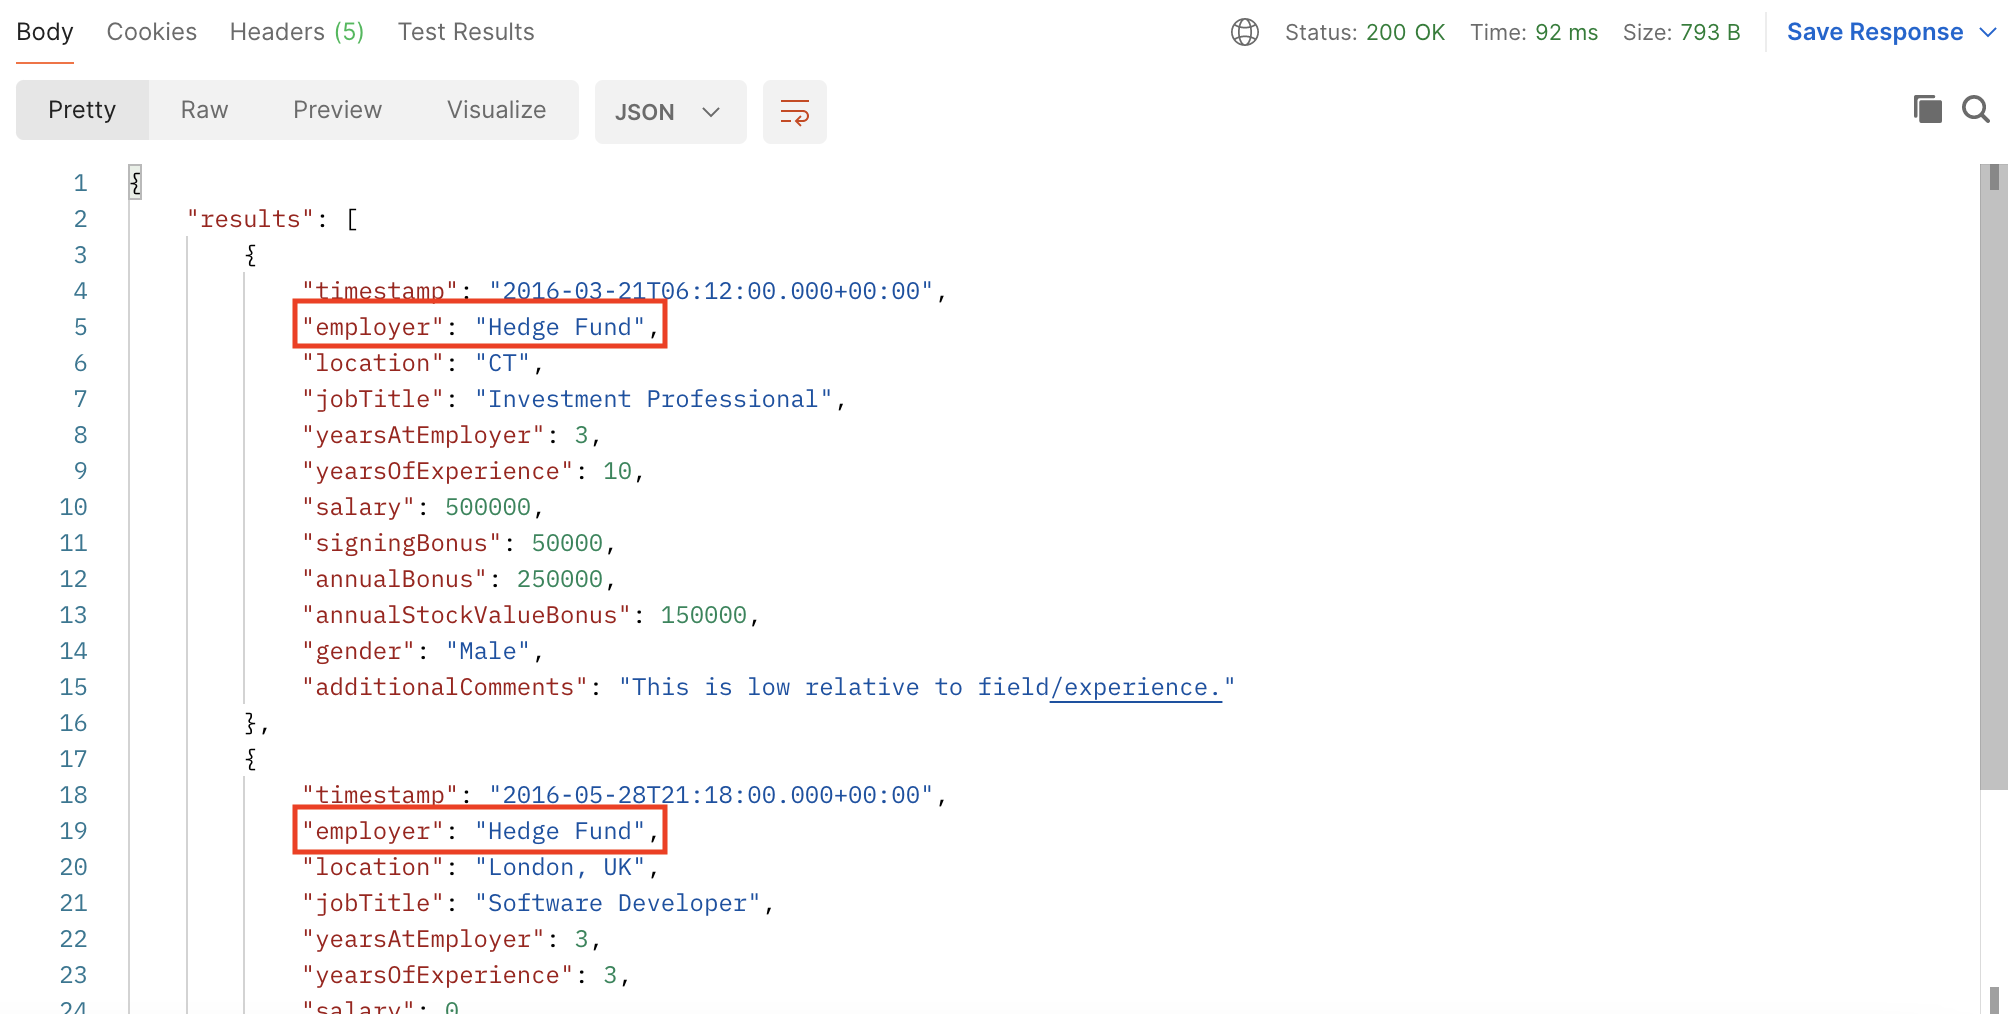 Body Cookies Headers (5) Test Results Status: 200 OK Time: 92 ms Size: 793 B Save Response
Pretty Raw Preview Visualize JSON
1 {
2 "results": [
3 {
4 "timestamp": "2016-03-21T06:12:00.000+00:00",
5 "employer": "Hedge Fund",
6 "location": "CT",
7 "jobTitle": "Investment Professional",
8 "yearsAtEmployer": 3,
9 "yearsOfExperience": 10,
10 "salary": 500000,
11 "signingBonus": 50000,
12 "annualBonus": 250000,
13 "annualStockValueBonus": 150000,
14 "gender": "Male",
15 "additionalComments": "This is low relative to field/experience."
16 },
17 {
18 "timestamp": "2016-05-28T21:18:00.000+00:00",
19 "employer": "Hedge Fund",
20 "location": "London, UK",
21 "jobTitle": "Software Developer",
22 "yearsAtEmployer": 3,
23 "yearsOfExperience": 3,
24 "salary": 0